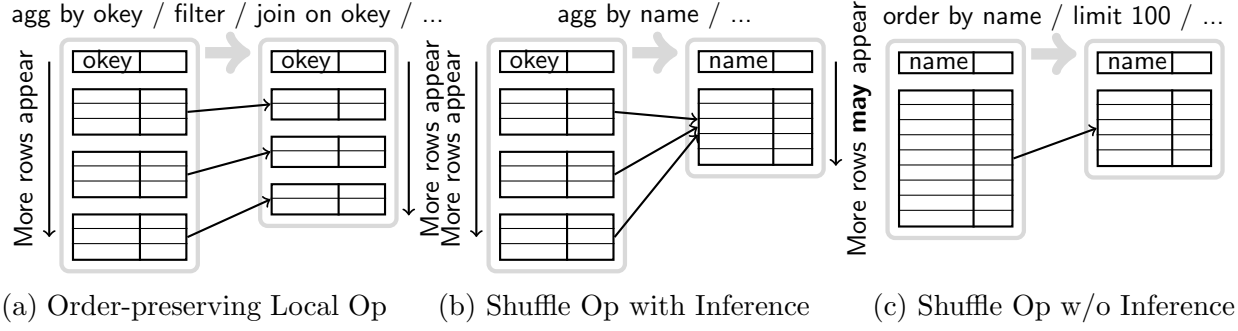 agg by okey / filter / join on okey / ...
More rows appear
okey
okey
More rows appear
(a) Order-preserving Local Op
agg by name / ...
More rows appear
okey
name
More rows may appear
(b) Shuffle Op with Inference
order by name / limit 100 / ...
name
name
(c) Shuffle Op w/o Inference